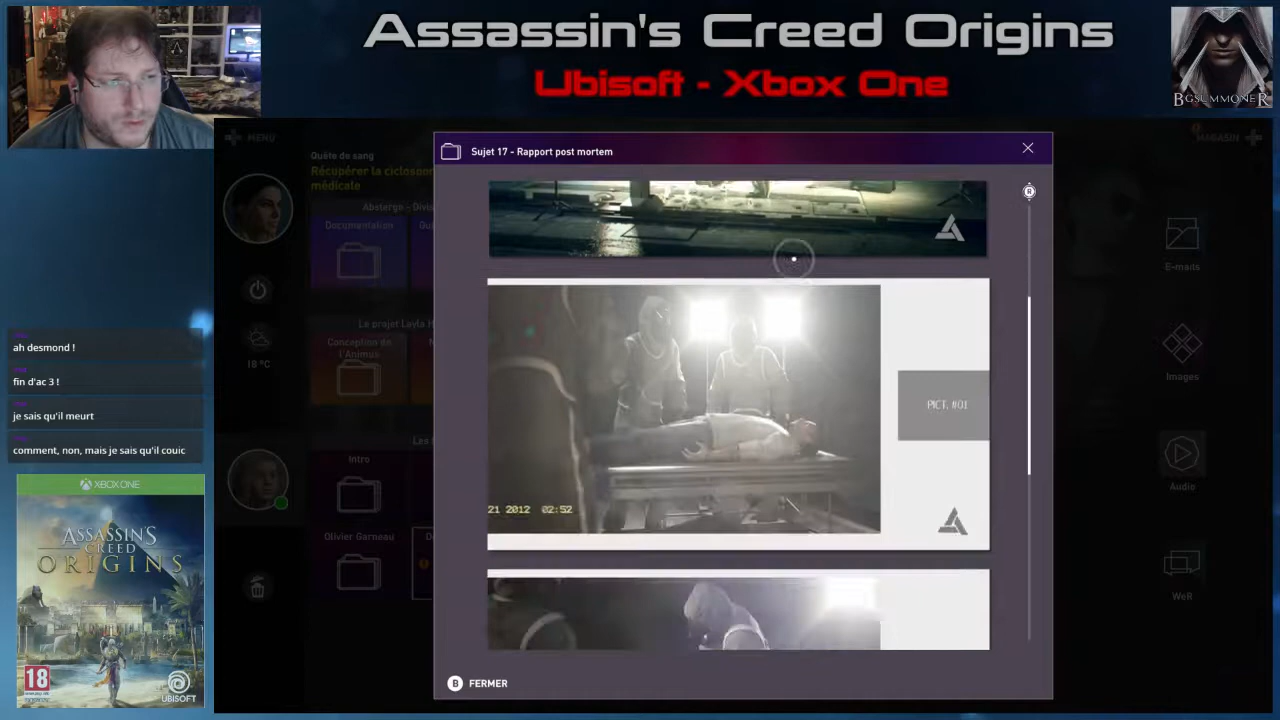 Assassin's Creed Origins
Ubisoft - Xbox One
BGSUMMONER
MENU
MAGASIN
Quête de sang
Récupérer la
médicale
Documentation
Le projet Layla
Conception de
l'Animus
18 °C
Intro
Olivier Garneau
Sujet 17 - Rapport post mortem
R
PICT. #01
21 2012 02:52
B FERMER
E-mails
Images
Audio
WeR
ah desmond !
fin d'ac 3 !
je sais qu'il meurt
comment, non, mais je sais qu'il couic
XBOX ONE
ASSASSIN'S
CREED
ORIGINS
18
UBISOFT